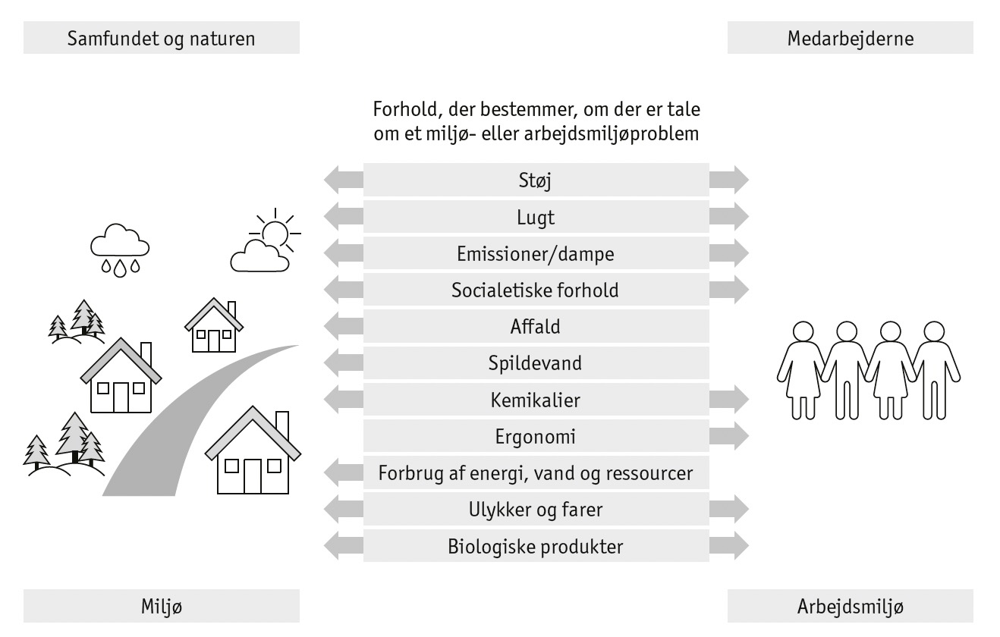 Samfundet og naturen
Medarbejderne
Forhold, der bestemmer, om der er tale
om et miljø- eller arbejdsmiljøproblem
Støj
Lugt
Emissioner/dampe
Socialetiske forhold
Affald
Spildevand
Kemikalier
Ergonomi
Forbrug af energi, vand og ressourcer
Ulykker og farer
Biologiske produkter
Miljø
Arbejdsmiljø